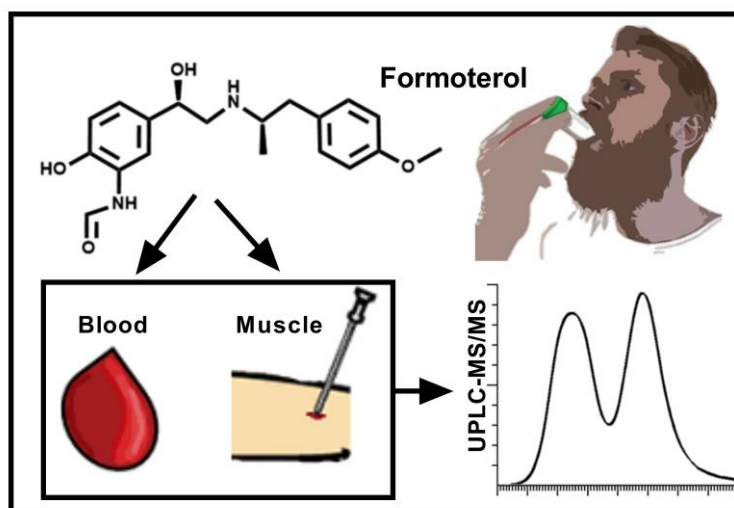 OH
H
N
Formoterol
HO
O
NH
O
Blood
Muscle
UPLC-MS/MS